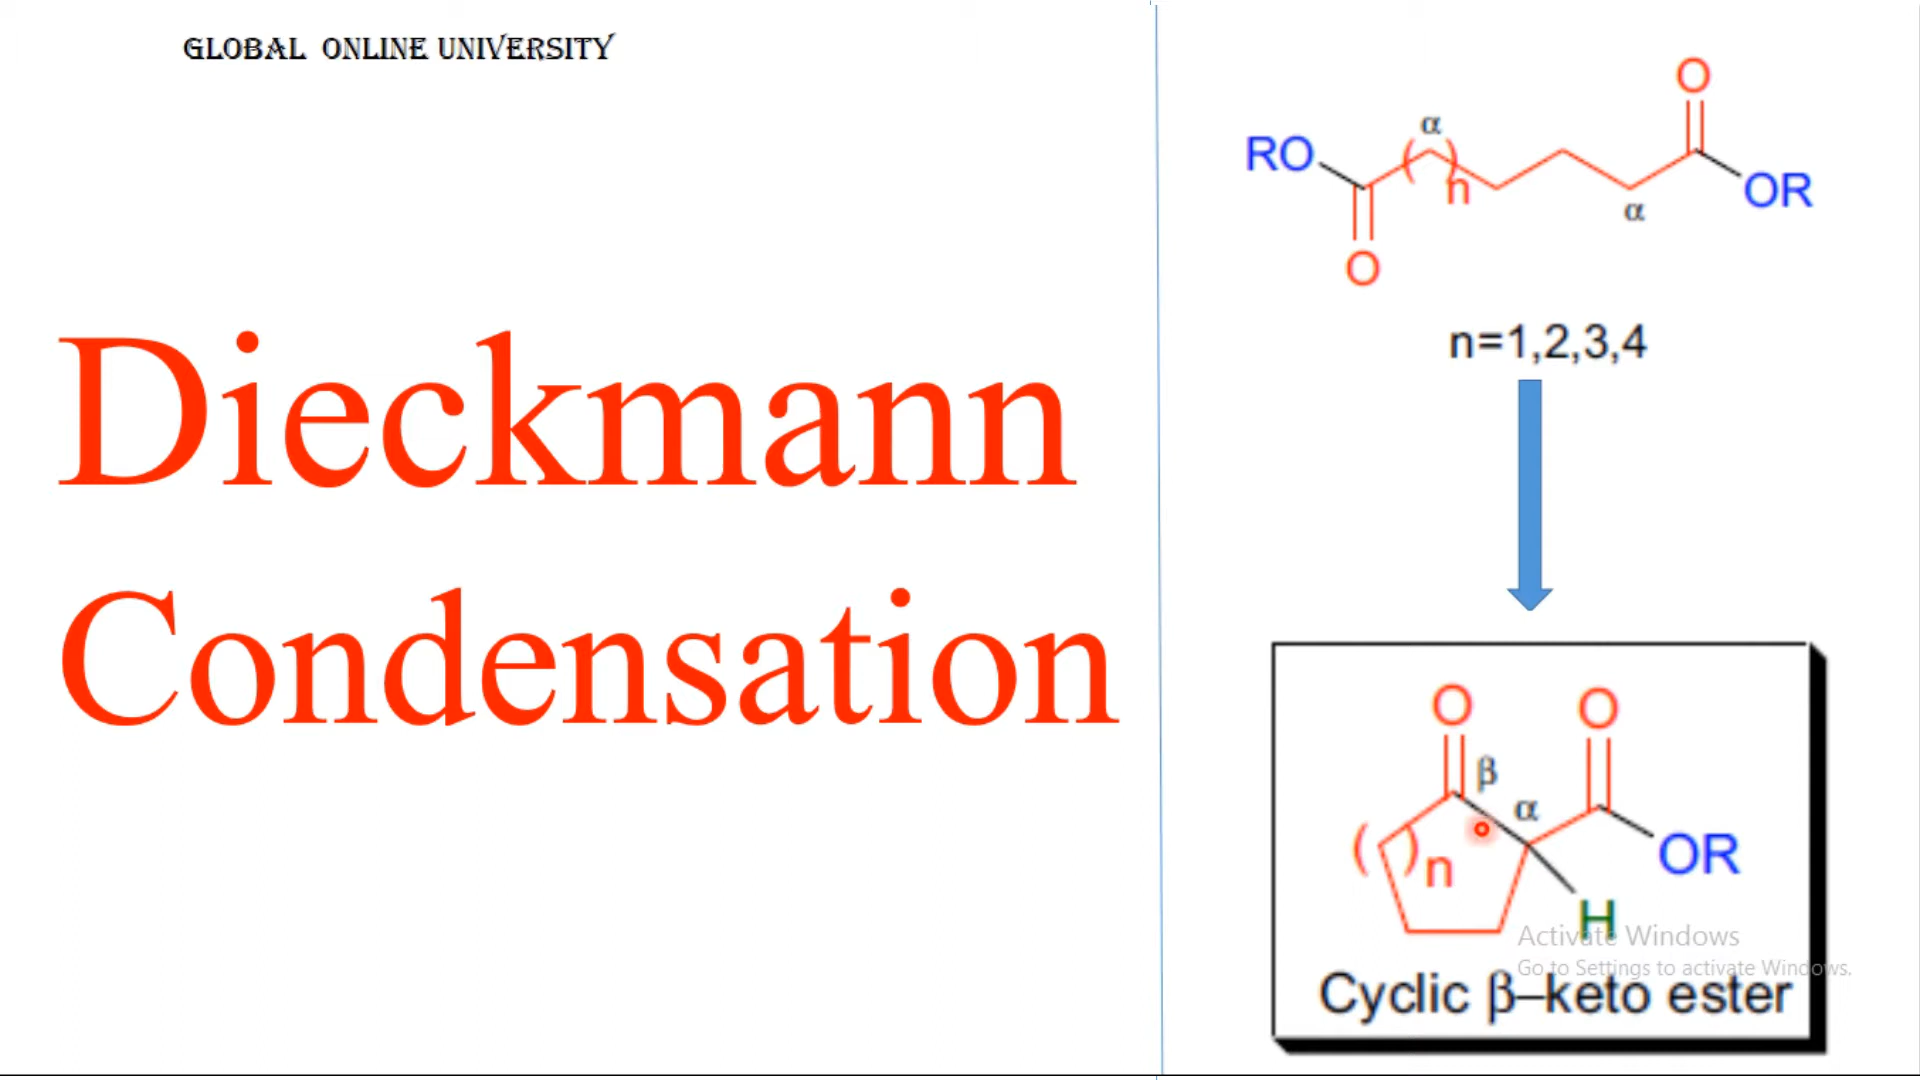 GLOBAL ONLINE UNIVERSITY
Dieckmann
Condensation
O
α
RO ( ) n α OR
O
n=1,2,3,4
O O
β α
( ) n OR
H
Activate Windows
Go to Settings to activate Windows.
Cyclic β–keto ester